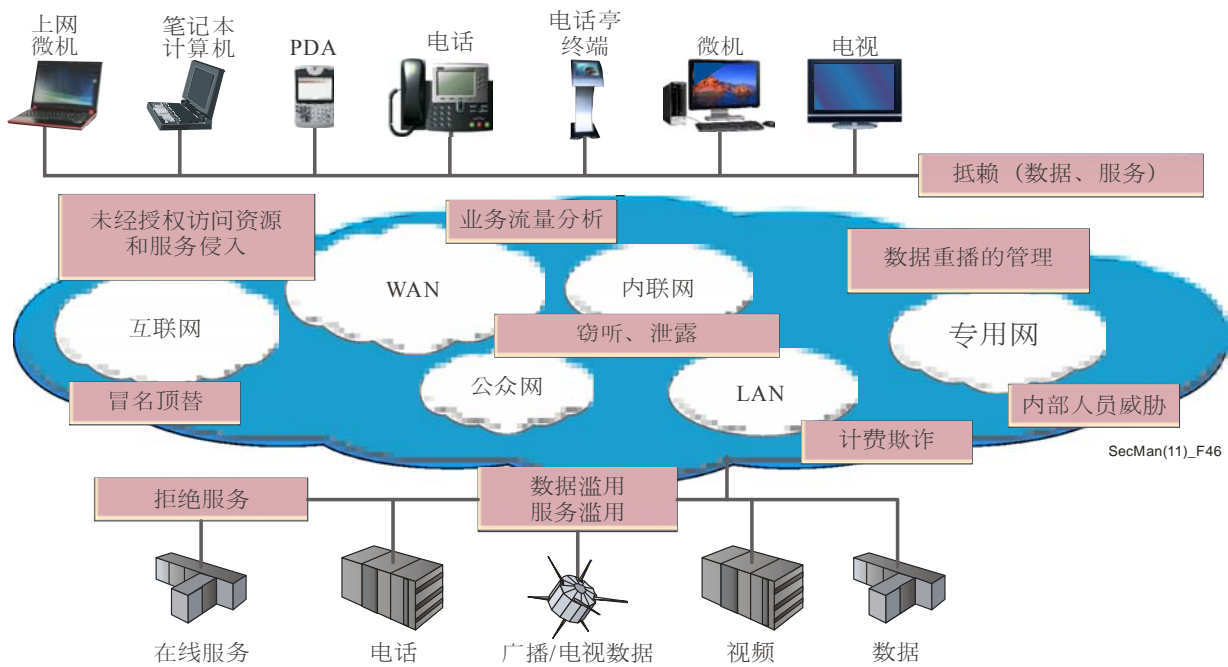 上网
微机
笔记本
计算机
PDA
电话
电话亭
终端
微机
电视
抵赖（数据、服务）
未经授权访问资源
和服务侵入
业务流量分析
数据重播的管理
WAN
内联网
互联网
窃听、泄露
专用网
公众网
LAN
冒名顶替
内部人员威胁
计费欺诈
SecMan(11)_F46
拒绝服务
数据滥用
服务滥用
在线服务
电话
广播/电视数据
视频
数据